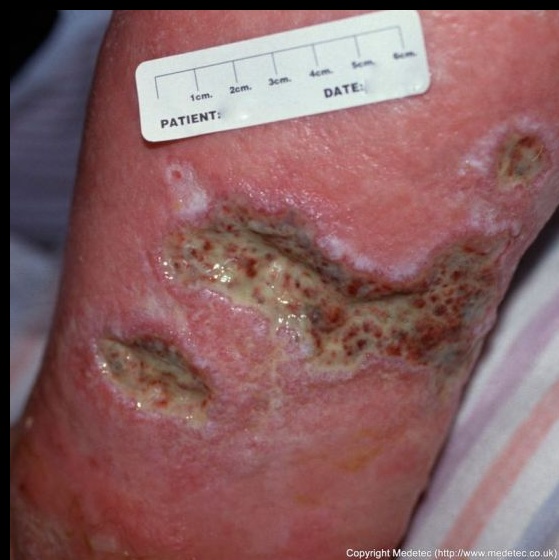 1cm. 2cm. 3cm. 4cm. 5cm. 6cm.
PATIENT: DATE:
Copyright Medetec (http://www.medetec.co.uk)